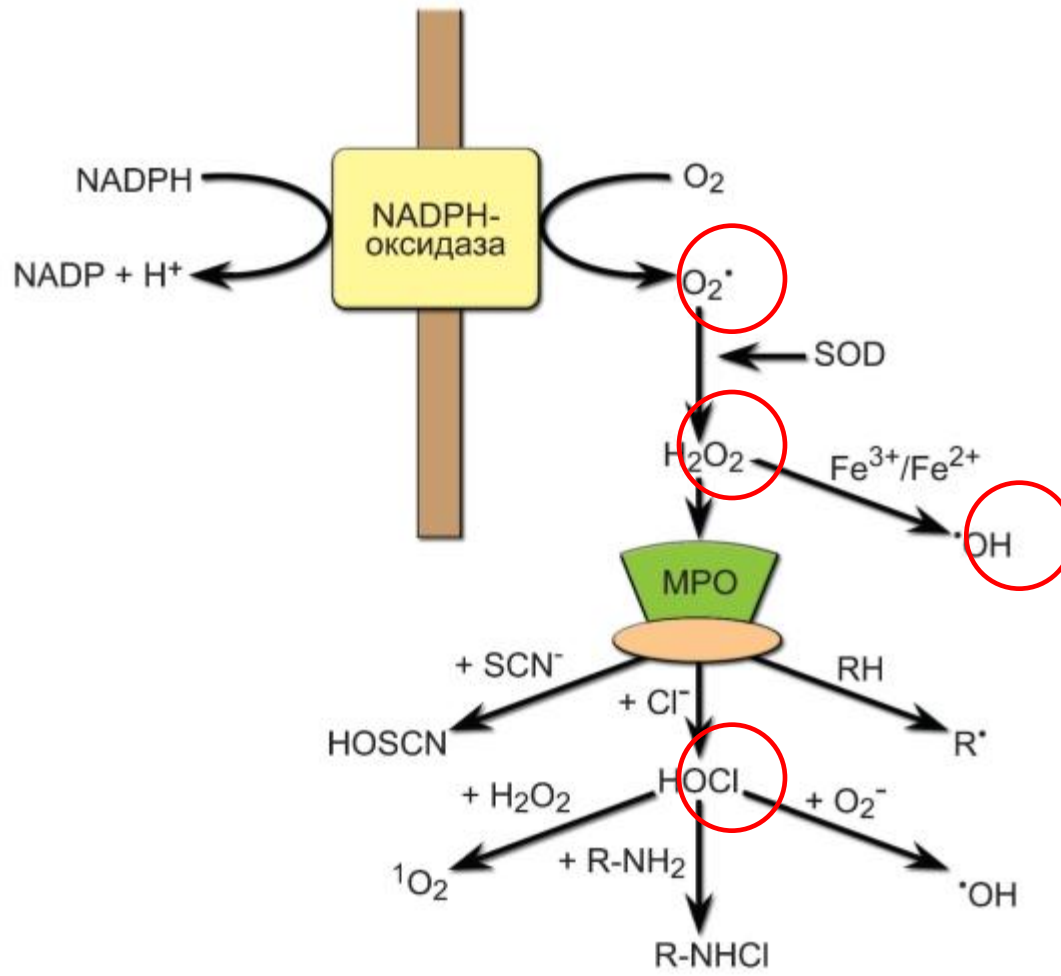 NADPH
O₂
NADPH-
оксидаза
NADP + H⁺
O₂•
SOD
H₂O₂
Fe³⁺/Fe²⁺
•OH
MPO
+ SCN⁻
RH
+ Cl⁻
HOSCN
R•
HOCl
+ H₂O₂
+ O₂⁻
+ R-NH₂
¹O₂
•OH
R-NHCl